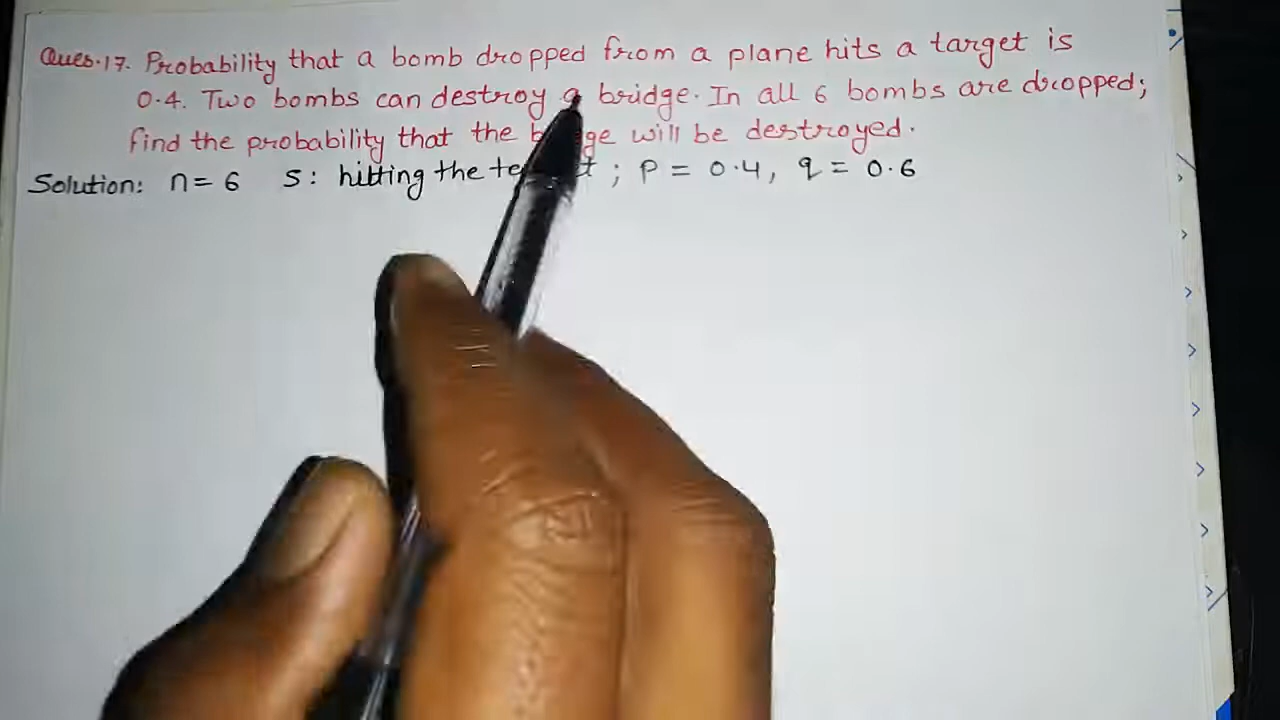 Ques.17. Probability that a bomb dropped from a plane hits a target is
0.4. Two bombs can destroy a bridge. In all 6 bombs are dropped;
find the probability that the will be destroyed.
Solution: n = 6 S: hitting the ; p = 0.4, q = 0.6